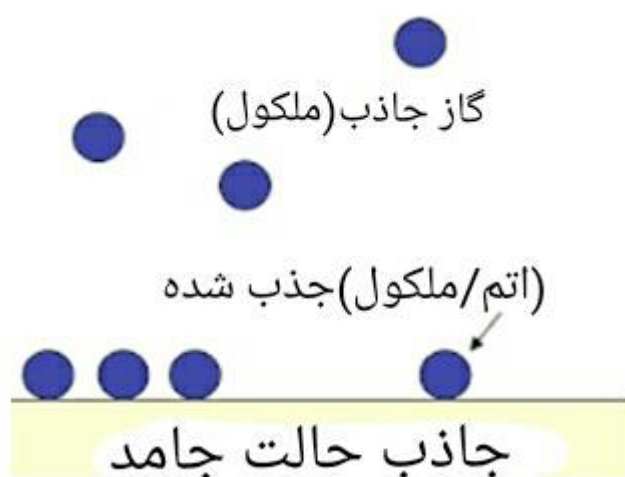 گاز جاذب(ملکول)
(اتم/ملکول)جذب شده
جاذب حالت جامد